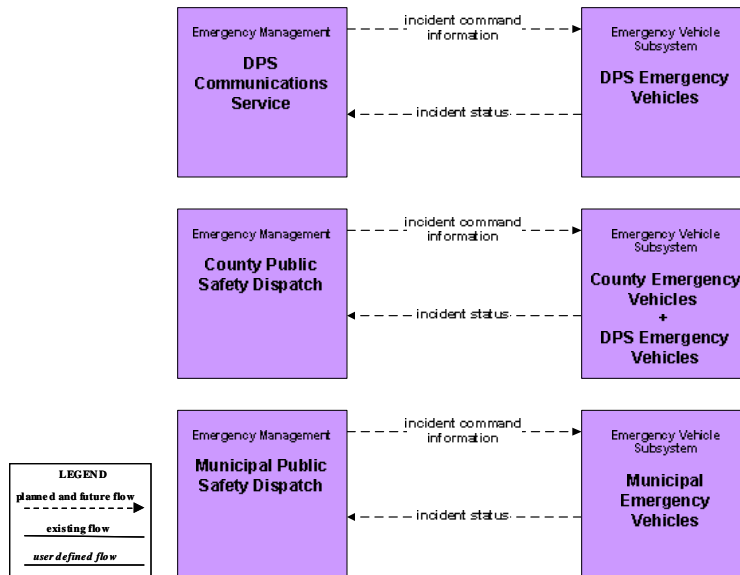 Emergency Management
DPS
Communications
Service
incident command
information
incident status
Emergency Vehicle
Subsystem
DPS Emergency
Vehicles
Emergency Management
County Public
Safety Dispatch
incident command
information
incident status
Emergency Vehicle
Subsystem
County Emergency
Vehicles
+
DPS Emergency
Vehicles
Emergency Management
Municipal Public
Safety Dispatch
incident command
information
incident status
Emergency Vehicle
Subsystem
Municipal
Emergency
Vehicles
LEGEND
planned and future flow
existing flow
user defined flow